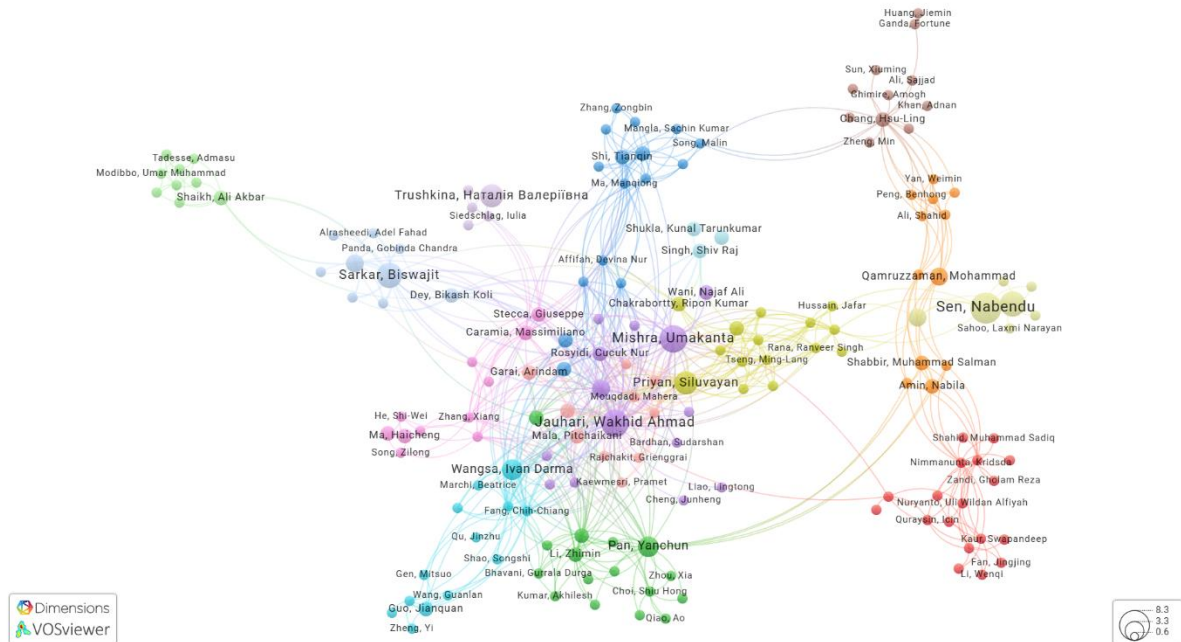 Huang, Jiemin
Ganda, Fortune
Sun, Xiuming
Ali, Sajjad
Ghimire, Amogh
Khan, Adnan
Chang, Hsu-Ling
Zheng, Min
Zhang, Zongbin
Mangla, Sachin Kumar
Song, Malin
Shi, Tianqin
Ma, Manqiong
Tadesse, Admasu
Modibbo, Umar Muhammad
Shaikh, Ali Akbar
Trushkina, Наталія Валеріївна
Siedschlag, Iulia
Yan, Weimin
Peng, Benhong
Ali, Shahid
Alrasheedi, Adel Fahad
Panda, Gobinda Chandra
Sarkar, Biswajit
Dey, Bikash Koli
Shukla, Kunal Tarunkumar
Singh, Shiv Raj
Affifah, Devina Nur
Wani, Najaf Ali
Chakrabortty, Ripon Kumar
Qamruzzaman, Mohammad
Sen, Nabendu
Sahoo, Laxmi Narayan
Hussain, Jafar
Stecca, Giuseppe
Caramia, Massimiliano
Mishra, Umakanta
Rosyidi, Cucuk Nur
Rana, Ranveer Singh
Tseng, Ming-Lang
Garai, Arindam
Priyan, Siluvayan
Mouqdadi, Mahera
Shabbir, Muhammad Salman
Amin, Nabila
He, Shi-Wei
Zhang, Xiang
Ma, Haicheng
Song, Zilong
Jauhari, Wakhid Ahmad
Mala, Pitchaikani
Bardhan, Sudarshan
Rajchakit, Grienggrai
Wangsa, Ivan Darma
Marchi, Beatrice
Kaewmesri, Pramet
Liao, Lingtong
Cheng, Junheng
Fang, Chih-Chiang
Shahid, Muhammad Sadiq
Nimmanunta, Kridsda
Zandi, Gholam Reza
Nuryanto, Uli Wildan Alfiyah
Quraysin, Icin
Kaur, Swapandeep
Fan, Jingjing
Li, Wenqi
Qu, Jinzhu
Shao, Songshi
Li, Zhimin
Pan, Yanchun
Bhavani, Gurrala Durga
Zhou, Xia
Gen, Mitsuo
Wang, Guanlan
Kumar, Akhilesh
Choi, Shiu Hong
Guo, Jianquan
Zheng, Yi
Qiao, Ao
Dimensions
VOSviewer
8.3
3.3
0.6